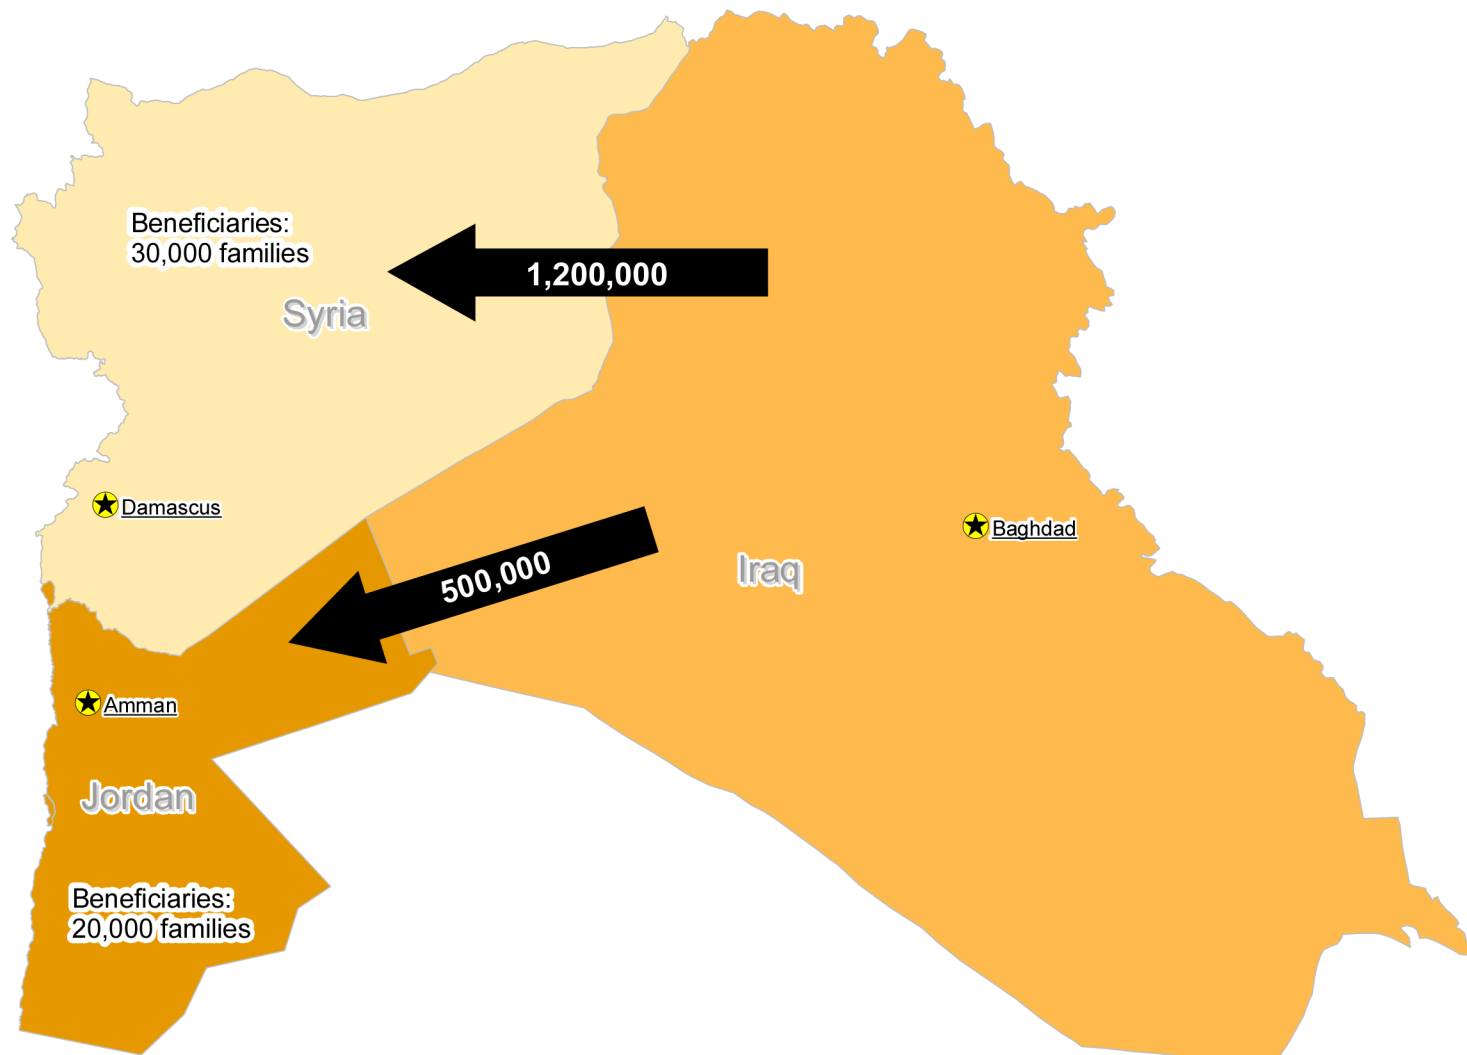 Beneficiaries:
30,000 families
1,200,000
Syria
Damascus
Baghdad
500,000
Iraq
Amman
Jordan
Beneficiaries:
20,000 families